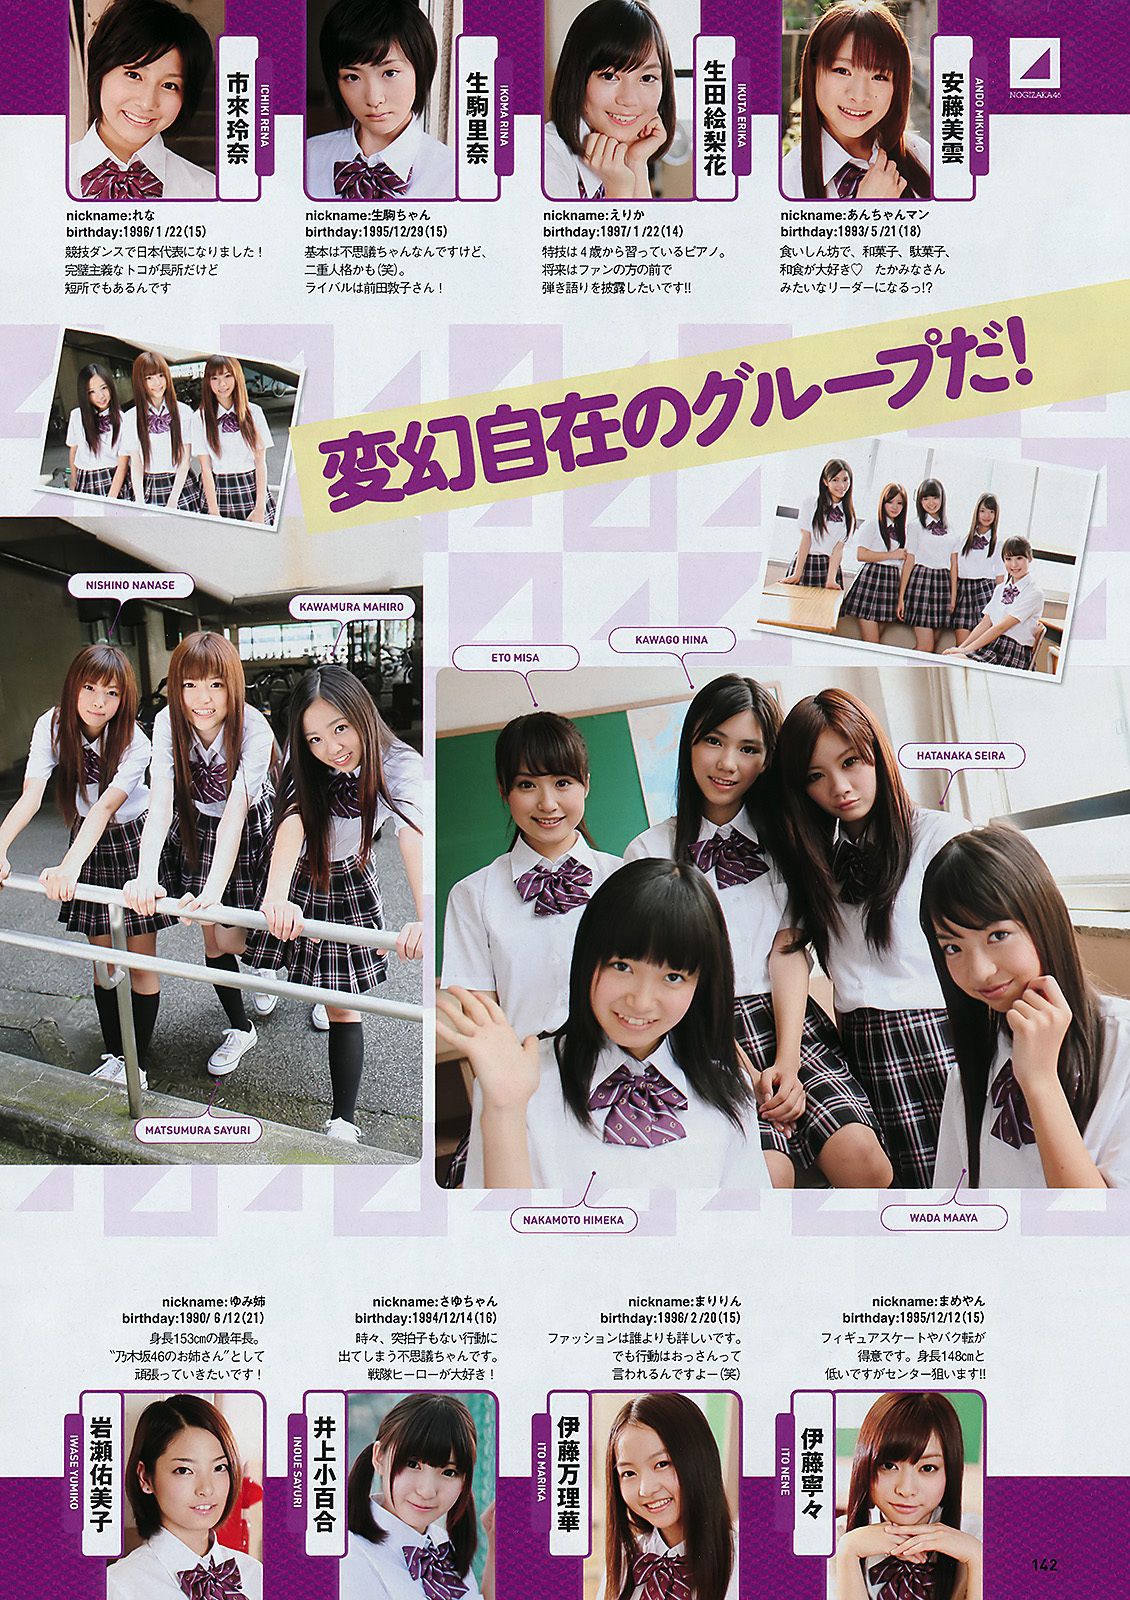 市來玲奈
ICHIKI RENA
nickname:れな
birthday:1996/1/22(15)
競技ダンスで日本代表になりました！
完璧主義なトコが長所だけど
短所でもあるんです
生駒里奈
IKOMA RINA
nickname:生駒ちゃん
birthday:1995/12/29(15)
基本は不思議ちゃんなんですけど、
二重人格かも（笑）。
ライバルは前田敦子さん！
生田絵梨花
IKUTA ERIKA
nickname:えりか
birthday:1997/1/22(14)
特技は4歳から習っているピアノ。
将来はファンの方の前で
弾き語りを披露したいです!!
安藤美雲
ANDO MIKUMO
nickname:あんちゃんマン
birthday:1993/5/21(18)
食いしん坊で、和菓子、駄菓子、
和食が大好き♡　たかみなさん
みたいなリーダーになるっ!?
NOGIZAKA46
変幻自在のグループだ！
NISHINO NANASE
KAWAMURA MAHIRO
MATSUMURA SAYURI
ETO MISA
KAWAGO HINA
HATANAKA SEIRA
NAKAMOTO HIMEKA
WADA MAAYA
nickname:ゆみ姉
birthday:1990/6/12(21)
身長153cmの最年長。
"乃木坂46のお姉さん"として
頑張っていきたいです！
岩瀬佑美子
IWASE YUMIKO
nickname:さゆちゃん
birthday:1994/12/14(16)
時々、突拍子もない行動に
出てしまう不思議ちゃんです。
戦隊ヒーローが大好き！
井上小百合
INOUE SAYURI
nickname:まりりん
birthday:1996/2/20(15)
ファッションは誰よりも詳しいです。
でも行動はおっさんって
言われるんですよー（笑）
伊藤万理華
ITO MARIKA
nickname:まめやん
birthday:1995/12/12(15)
フィギュアスケートやバク転が
得意です。身長148cmと
低いですがセンター狙います!!
伊藤寧々
ITO NENE
142